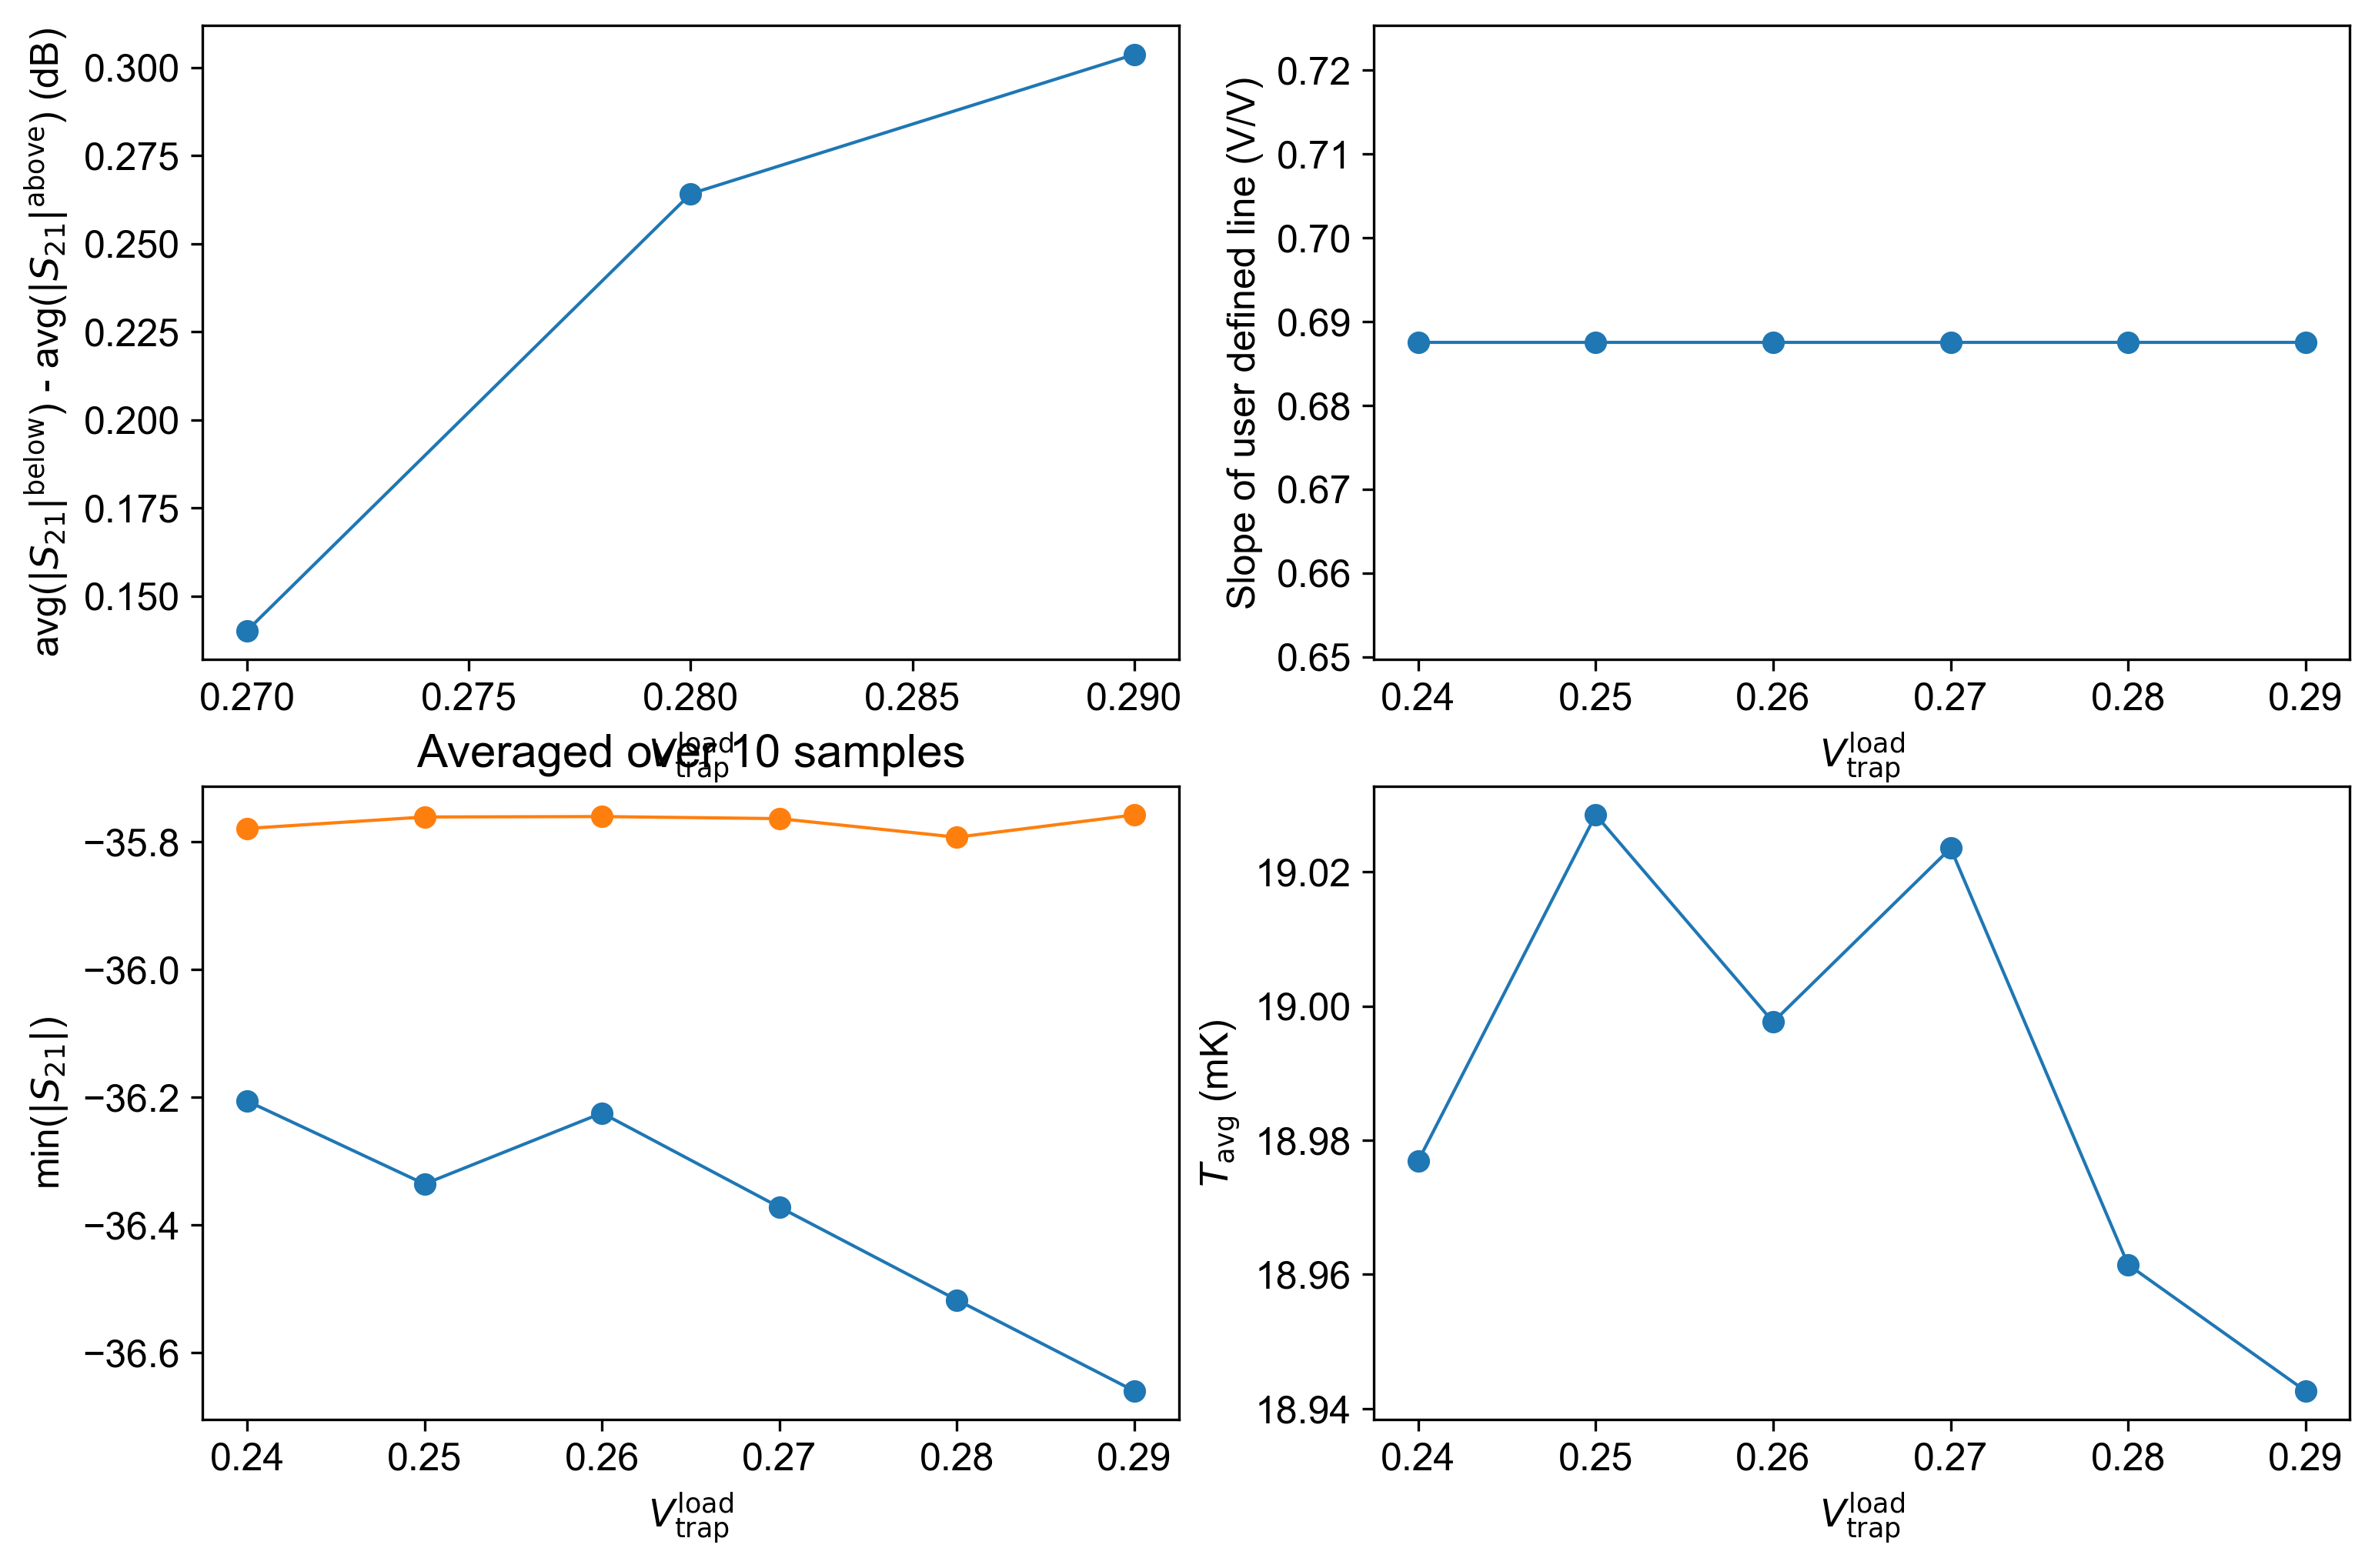 avg(|S21|below) - avg(|S21|above) (dB)
0.300
0.275
0.250
0.225
0.200
0.175
0.150
0.270 0.275 0.280 0.285 0.290
Vtrapload
Slope of user defined line (V/V)
0.72
0.71
0.70
0.69
0.68
0.67
0.66
0.65
0.24 0.25 0.26 0.27 0.28 0.29
Vtrapload
Averaged over 10 samples
min(|S21|)
−35.8
−36.0
−36.2
−36.4
−36.6
0.24 0.25 0.26 0.27 0.28 0.29
Vtrapload
Tavg (mK)
19.02
19.00
18.98
18.96
18.94
0.24 0.25 0.26 0.27 0.28 0.29
Vtrapload